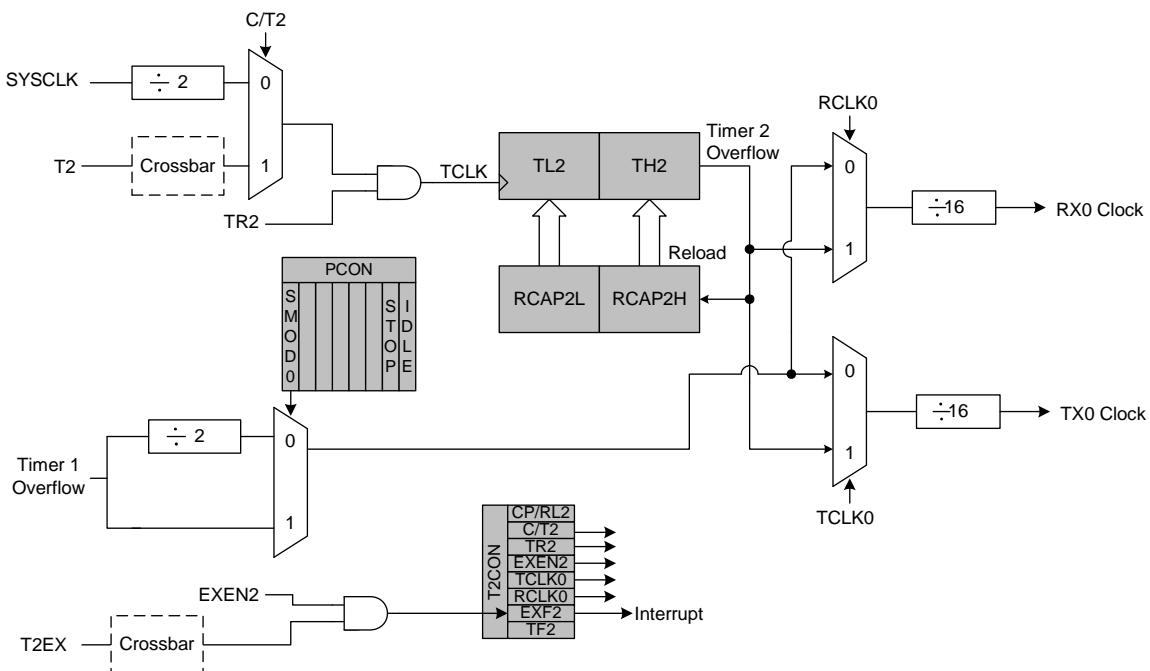 C/T2
SYSCLK
÷ 2
0
T2
Crossbar
1
TR2
TCLK
TL2
TH2
Timer 2
Overflow
RCLK0
0
1
÷16
RX0 Clock
Reload
RCAP2L
RCAP2H
PCON
SMOD0
STOP
IDLE
Timer 1
Overflow
÷ 2
0
1
0
1
÷16
TX0 Clock
TCLK0
T2CON
CP/RL2
C/T2
TR2
EXEN2
TCLK0
RCLK0
EXF2
TF2
Interrupt
EXEN2
T2EX
Crossbar